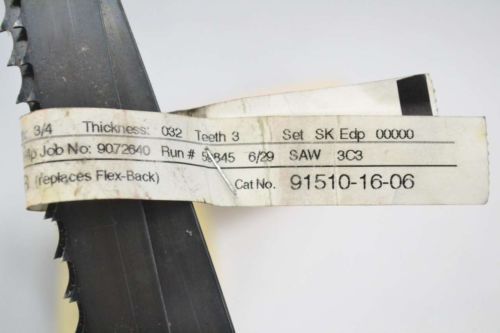 3/4 Thickness: 032 Teeth 3 Set SK Edp 00000
Job No: 9072640 Run # 6/29 SAW 3C3
(replaces Flex-Back) Cat No. 91510-16-06